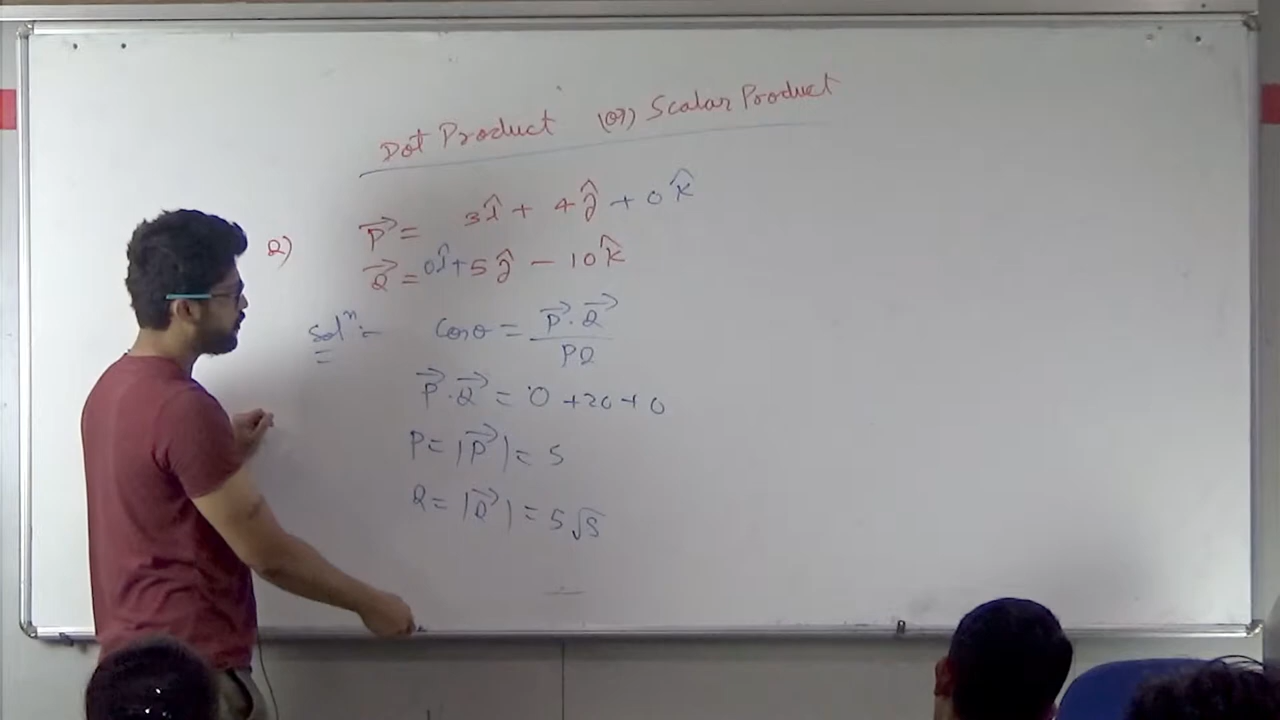 Dot Product (or) Scalar Product
Q) P⃗ = 3î + 4ĵ + 0k̂
Q⃗ = 0î + 5ĵ − 10k̂
Solⁿ:− Cosθ = P⃗·Q⃗ / PQ
P⃗·Q⃗ = 0 + 20 + 0
P = |P⃗| = 5
Q = |Q⃗| = 5√5